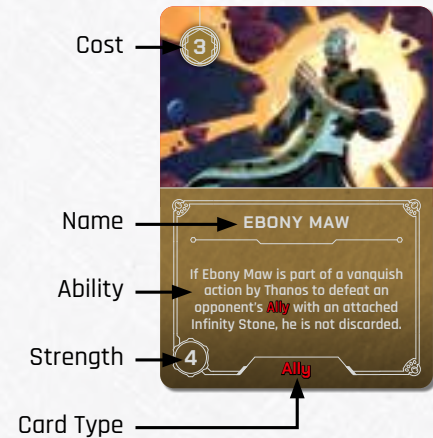 Cost
3
Name
EBONY MAW
Ability
If Ebony Maw is part of a vanquish
action by Thanos to defeat an
opponent's Ally with an attached
Infinity Stone, he is not discarded.
Strength
4
Ally
Card Type